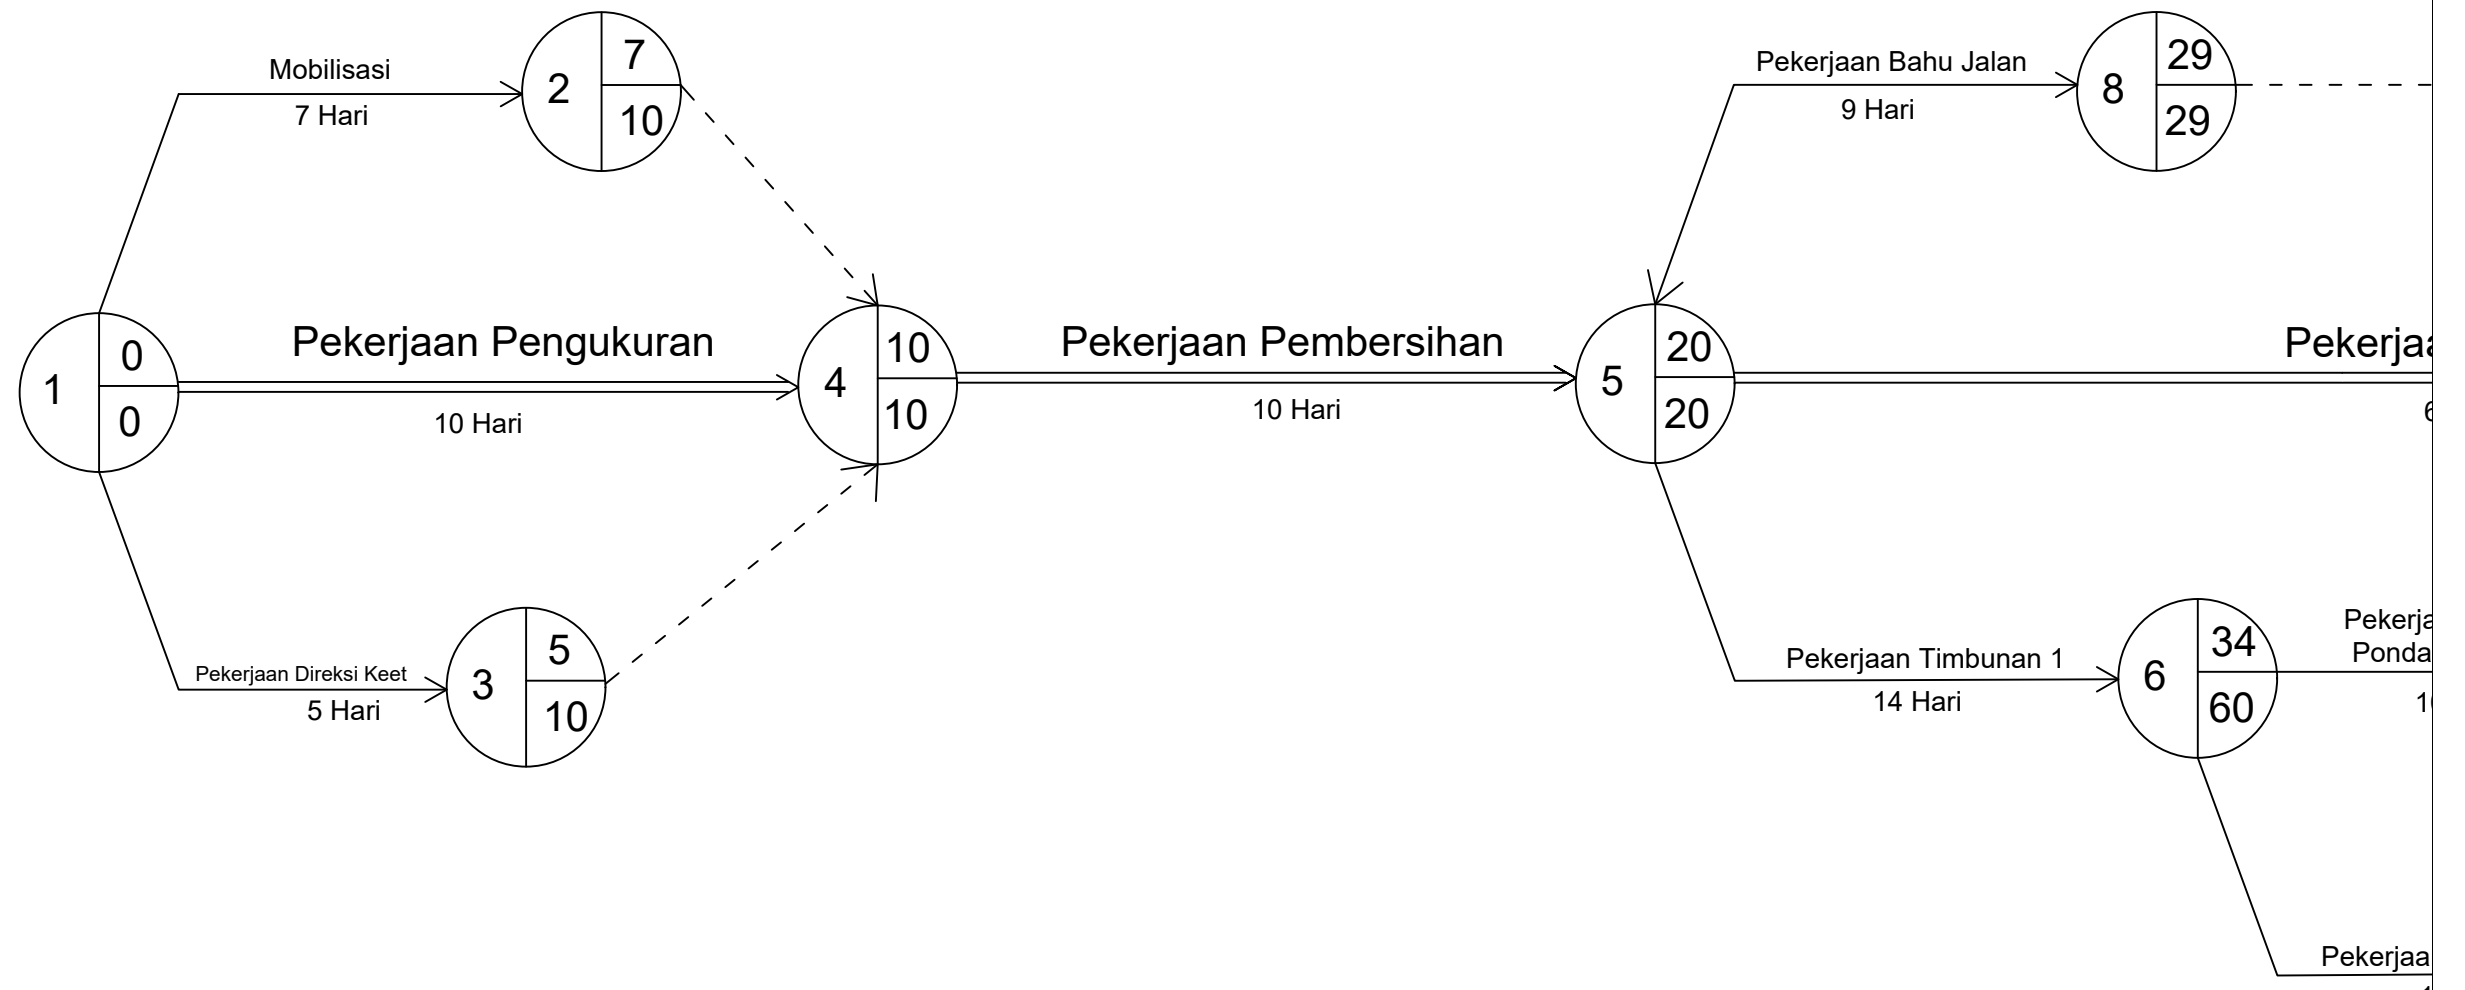 Mobilisasi
7 Hari
2
7
10
Pekerjaan Bahu Jalan
9 Hari
8
29
29
1
0
0
Pekerjaan Pengukuran
10 Hari
4
10
10
Pekerjaan Pembersihan
10 Hari
5
20
20
Pekerjaan Direksi Keet
5 Hari
3
5
10
Pekerjaan Timbunan 1
14 Hari
6
34
60